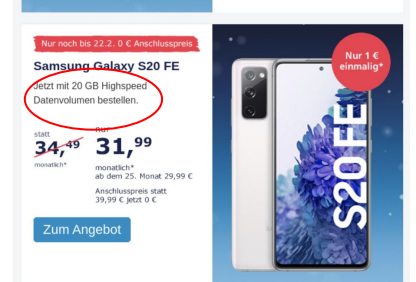 Nur noch bis 22.2. 0 € Anschlusspreis
Samsung Galaxy S20 FE
Jetzt mit 20 GB Highspeed
Datenvolumen bestellen.
statt
34,49
monatlich*
nur
31,99
monatlich*
ab dem 25. Monat 29,99 €
Anschlusspreis statt
39,99 € jetzt 0 €
Zum Angebot
Nur 1 €
einmalig*
S20 FE